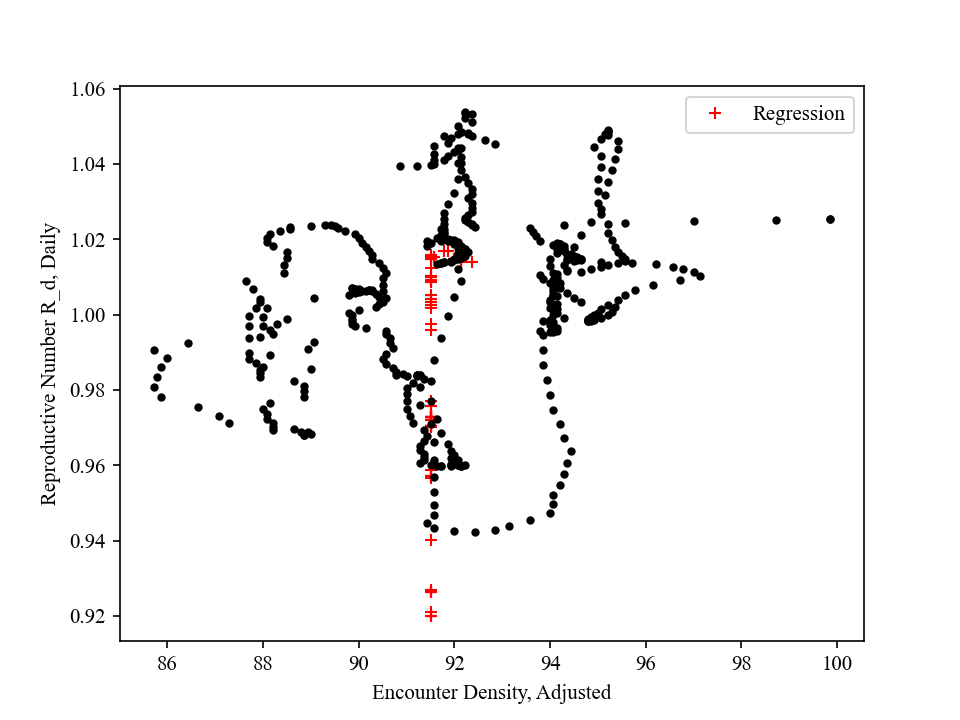 Regression
1.06
1.04
1.02
1.00
0.98
0.96
0.94
0.92
Reproductive Number R_d, Daily
86 88 90 92 94 96 98 100
Encounter Density, Adjusted